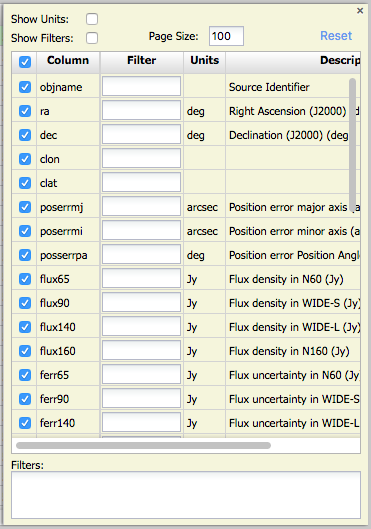 Show Units:
Show Filters: Page Size: 100 Reset
Column Filter Units Descrip
objname Source Identifier
ra deg Right Ascension (J2000) (d
dec deg Declination (J2000) (deg
clon
clat
poserrmj arcsec Position error major axis (a
poserrmi arcsec Position error minor axis (a
posserrpa deg Position error Position Angl
flux65 Jy Flux density in N60 (Jy)
flux90 Jy Flux density in WIDE-S (Jy)
flux140 Jy Flux density in WIDE-L (Jy)
flux160 Jy Flux density in N160 (Jy)
ferr65 Jy Flux uncertainty in N60 (Jy
ferr90 Jy Flux uncertainty in WIDE-S
ferr140 Jy Flux uncertainty in WIDE-L
Filters: